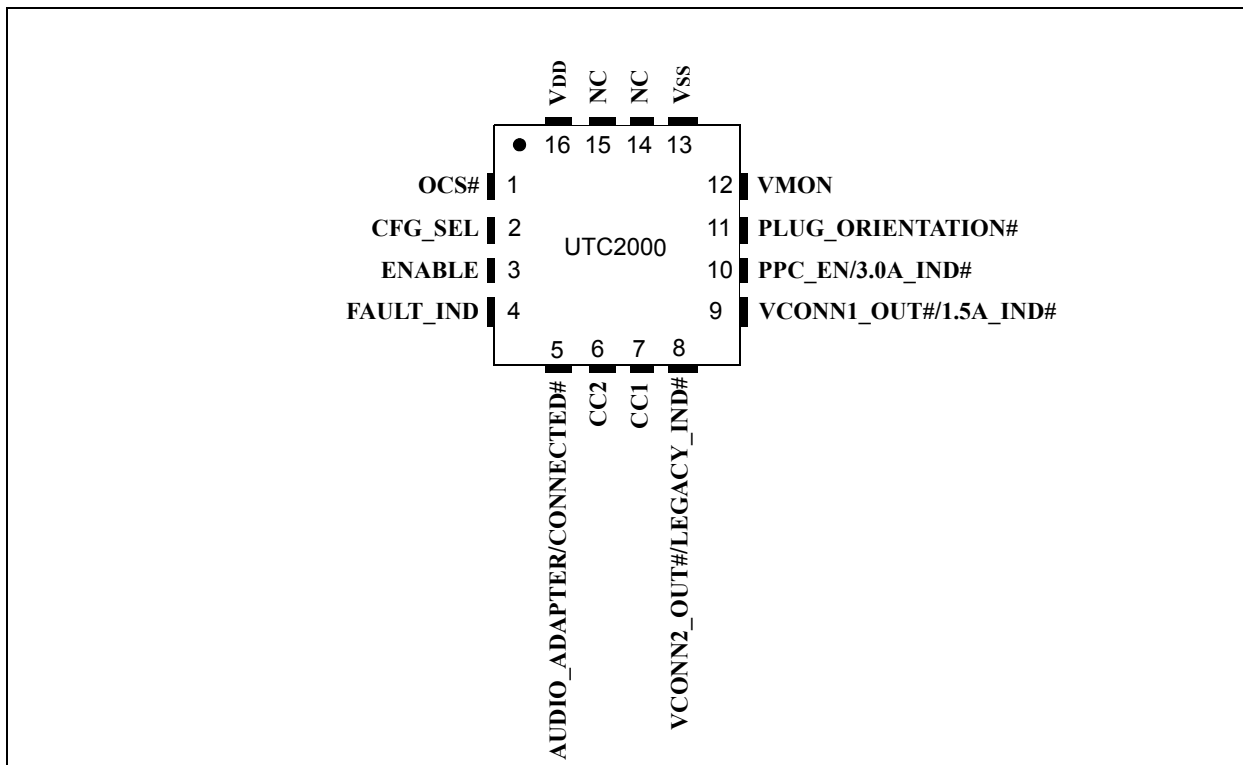 VDD
NC
NC
VSS
16
15
14
13
OCS#
1
12
VMON
CFG_SEL
2
11
PLUG_ORIENTATION#
UTC2000
ENABLE
3
10
PPC_EN/3.0A_IND#
FAULT_IND
4
9
VCONN1_OUT#/1.5A_IND#
5
6
7
8
AUDIO_ADAPTER/CONNECTED#
CC2
CC1
VCONN2_OUT#/LEGACY_IND#